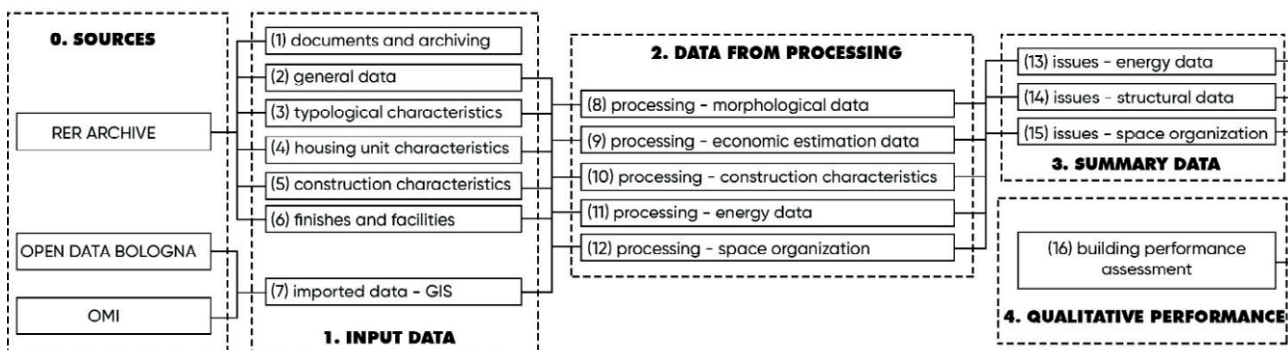 0. SOURCES
RER ARCHIVE
OPEN DATA BOLOGNA
OMI
(1) documents and archiving
(2) general data
(3) typological characteristics
(4) housing unit characteristics
(5) construction characteristics
(6) finishes and facilities
(7) imported data - GIS
1. INPUT DATA
2. DATA FROM PROCESSING
(8) processing - morphological data
(9) processing - economic estimation data
(10) processing - construction characteristics
(11) processing - energy data
(12) processing - space organization
(13) issues - energy data
(14) issues - structural data
(15) issues - space organization
3. SUMMARY DATA
(16) building performance
assessment
4. QUALITATIVE PERFORMANCE